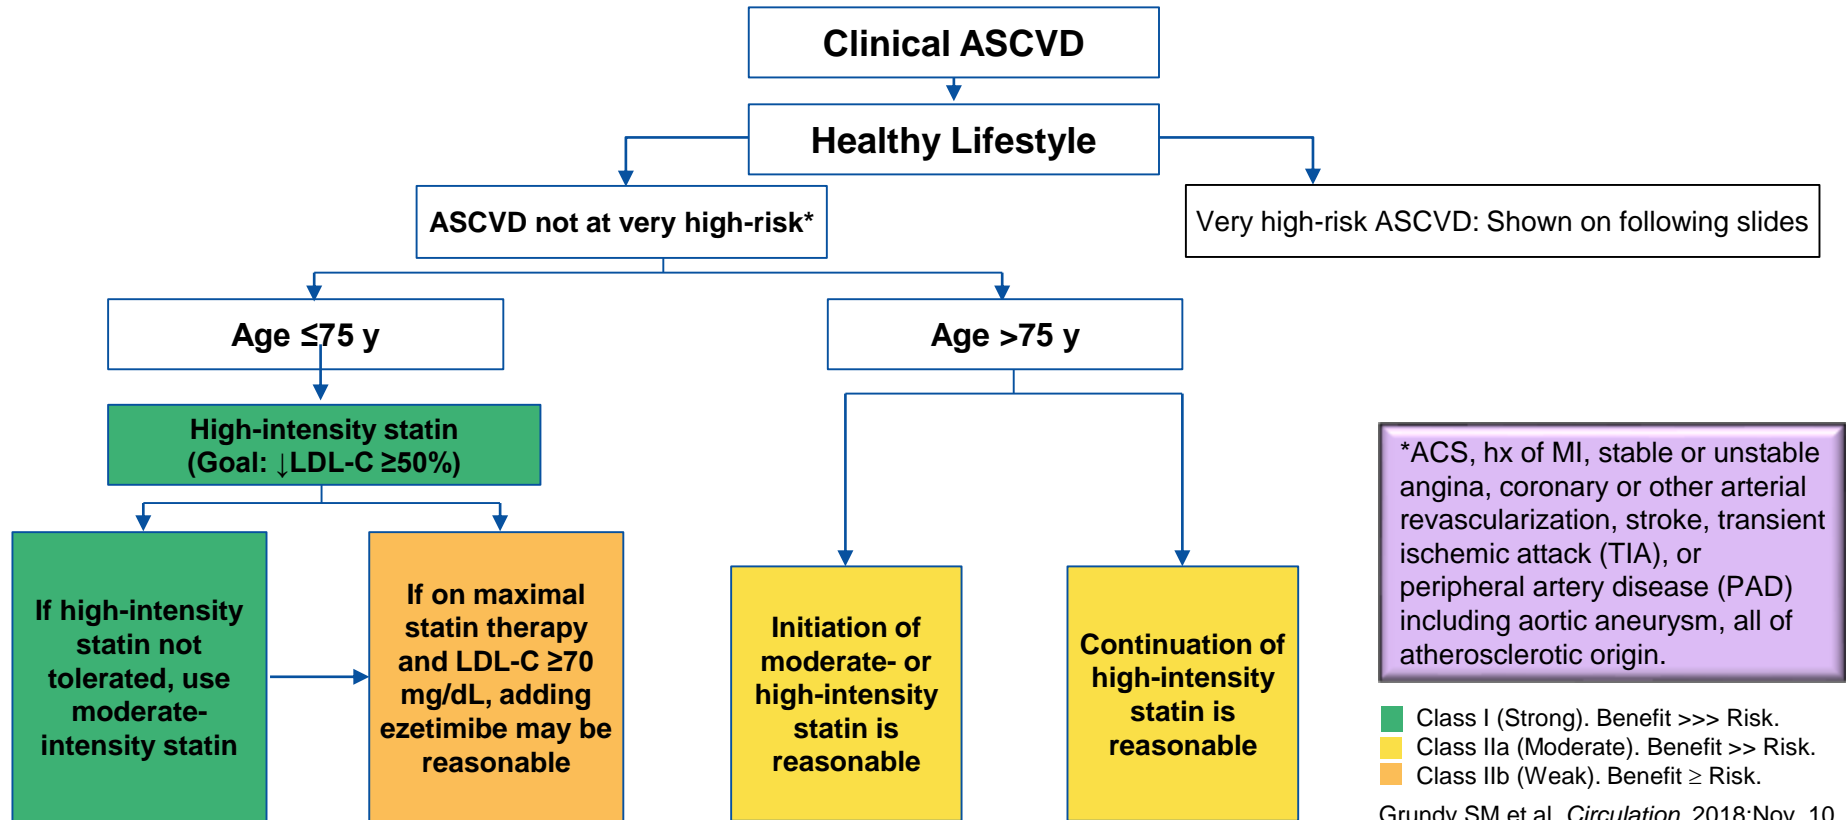 Clinical ASCVD
Healthy Lifestyle
ASCVD not at very high-risk*
Very high-risk ASCVD: Shown on following slides
Age ≤75 y
Age >75 y
High-intensity statin
(Goal: ↓LDL-C ≥50%)
If high-intensity
statin not
tolerated, use
moderate-
intensity statin
If on maximal
statin therapy
and LDL-C ≥70
mg/dL, adding
ezetimibe may be
reasonable
Initiation of
moderate- or
high-intensity
statin is
reasonable
Continuation of
high-intensity
statin is
reasonable
*ACS, hx of MI, stable or unstable
angina, coronary or other arterial
revascularization, stroke, transient
ischemic attack (TIA), or
peripheral artery disease (PAD)
including aortic aneurysm, all of
atherosclerotic origin.
Class I (Strong). Benefit >>> Risk.
Class IIa (Moderate). Benefit >> Risk.
Class IIb (Weak). Benefit ≥ Risk.
Grundy SM et al. Circulation. 2018;Nov. 10